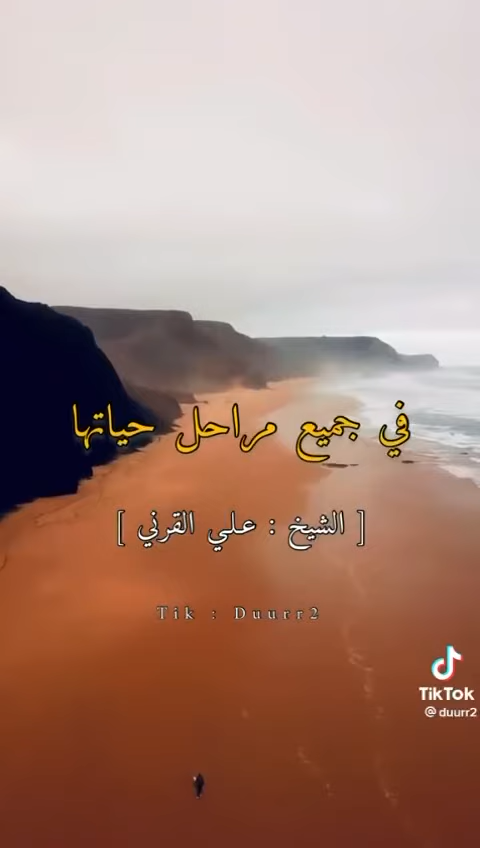 في جميع مراحل حياتها
[ الشيخ : علي القرني ]
Tik : Duurr2
TikTok
@duurr2